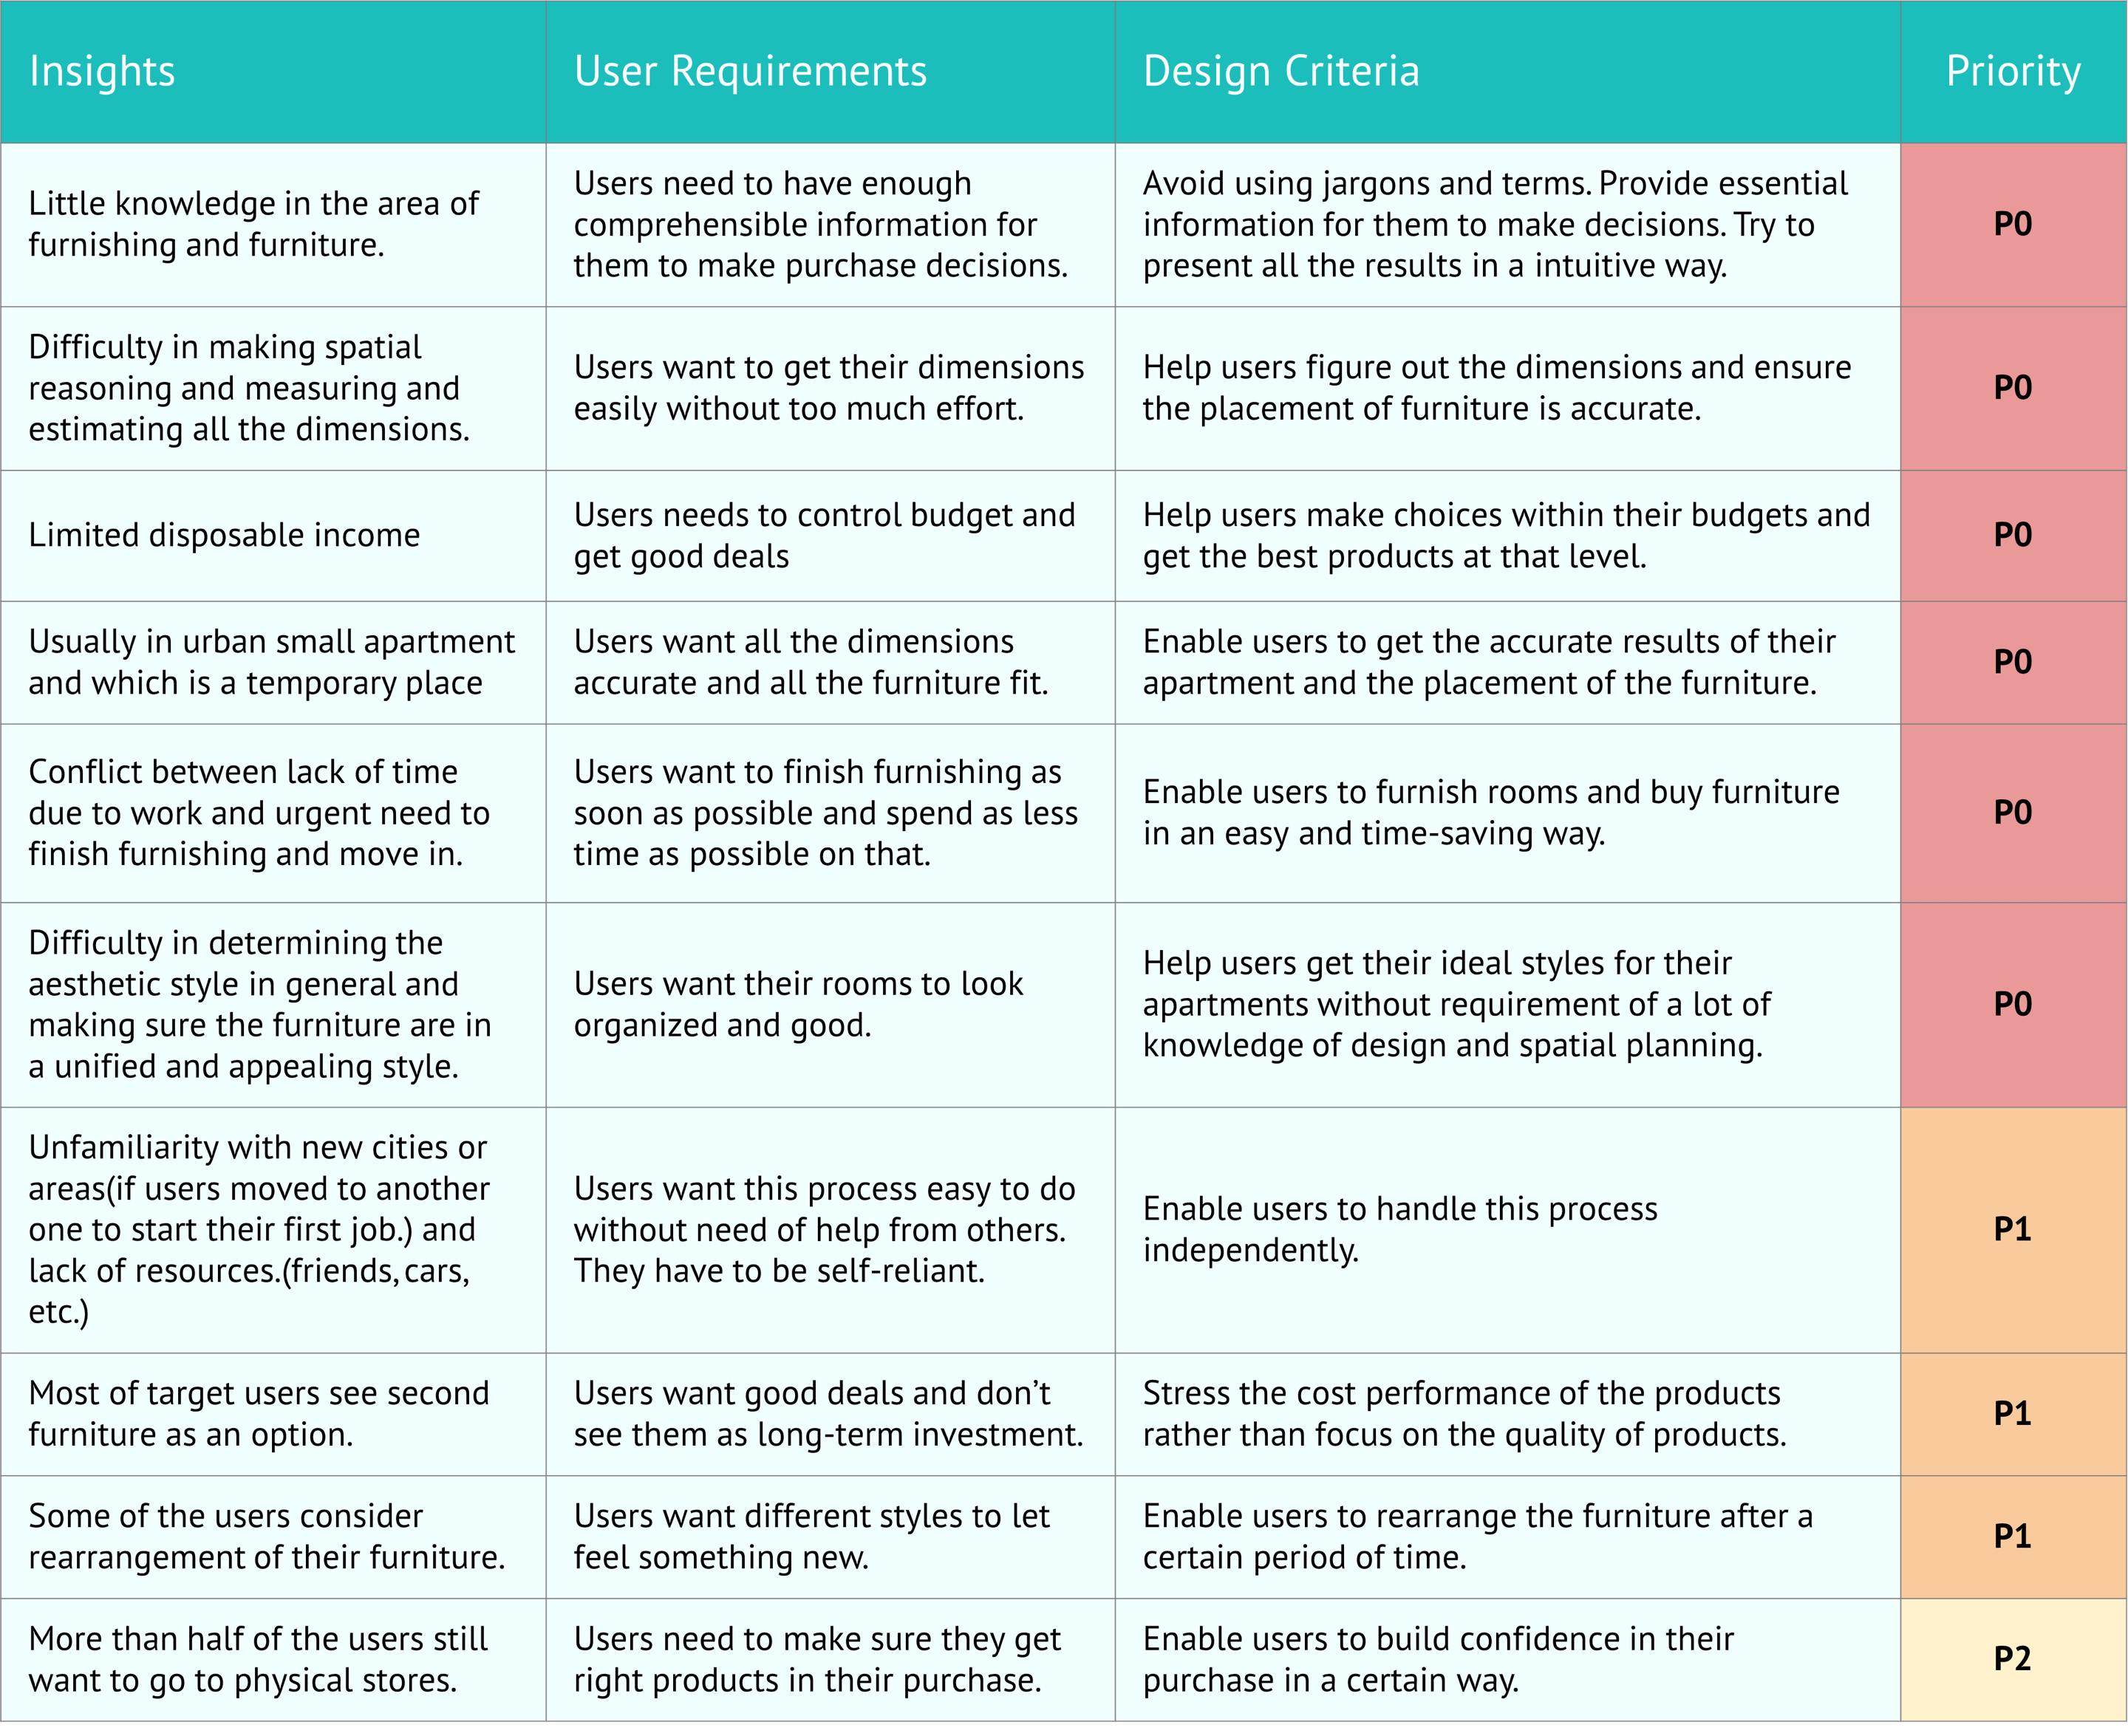 Insights
User Requirements
Design Criteria
Priority
Little knowledge in the area of
furnishing and furniture.
Users need to have enough
comprehensible information for
them to make purchase decisions.
Avoid using jargons and terms. Provide essential
information for them to make decisions. Try to
present all the results in a intuitive way.
P0
Difficulty in making spatial
reasoning and measuring and
estimating all the dimensions.
Users want to get their dimensions
easily without too much effort.
Help users figure out the dimensions and ensure
the placement of furniture is accurate.
P0
Limited disposable income
Users needs to control budget and
get good deals
Help users make choices within their budgets and
get the best products at that level.
P0
Usually in urban small apartment
and which is a temporary place
Users want all the dimensions
accurate and all the furniture fit.
Enable users to get the accurate results of their
apartment and the placement of the furniture.
P0
Conflict between lack of time
due to work and urgent need to
finish furnishing and move in.
Users want to finish furnishing as
soon as possible and spend as less
time as possible on that.
Enable users to furnish rooms and buy furniture
in an easy and time-saving way.
P0
Difficulty in determining the
aesthetic style in general and
making sure the furniture are in
a unified and appealing style.
Users want their rooms to look
organized and good.
Help users get their ideal styles for their
apartments without requirement of a lot of
knowledge of design and spatial planning.
P0
Unfamiliarity with new cities or
areas(if users moved to another
one to start their first job.) and
lack of resources.(friends, cars,
etc.)
Users want this process easy to do
without need of help from others.
They have to be self-reliant.
Enable users to handle this process
independently.
P1
Most of target users see second
furniture as an option.
Users want good deals and don’t
see them as long-term investment.
Stress the cost performance of the products
rather than focus on the quality of products.
P1
Some of the users consider
rearrangement of their furniture.
Users want different styles to let
feel something new.
Enable users to rearrange the furniture after a
certain period of time.
P1
More than half of the users still
want to go to physical stores.
Users need to make sure they get
right products in their purchase.
Enable users to build confidence in their
purchase in a certain way.
P2